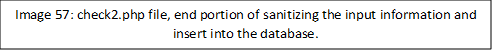 Image 57: check2.php file, end portion of sanitizing the input information and
insert into the database.